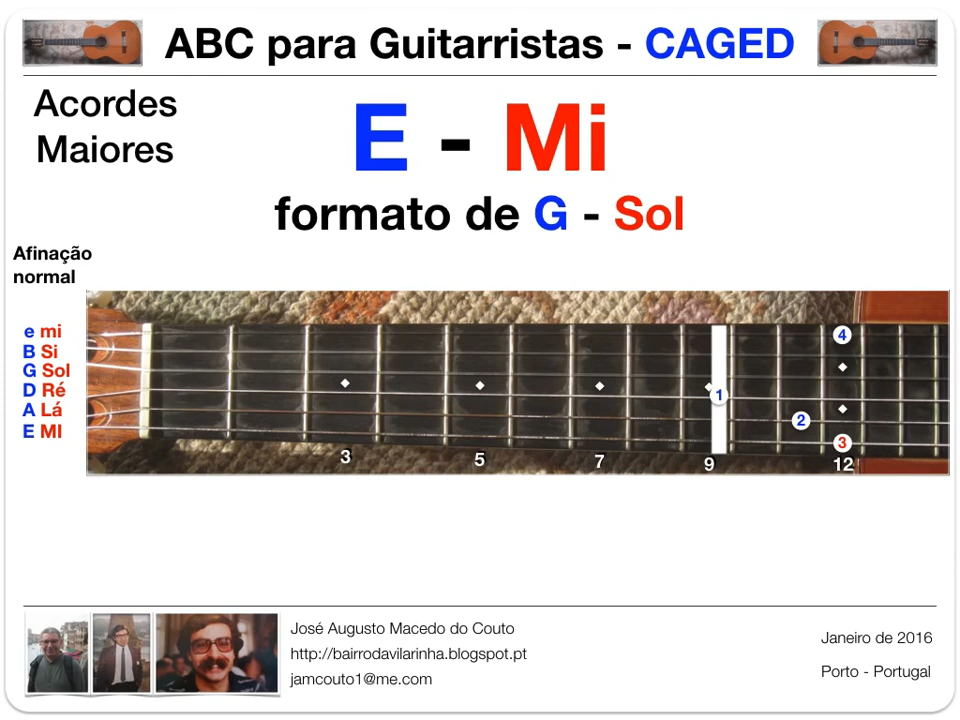 ABC para Guitarristas - CAGED
Acordes
Maiores
E - Mi
formato de G - Sol
Afinação
normal
e mi
B Si
G Sol
D Ré
A Lá
E MI
1
2
3
4
3
5
7
9
12
José Augusto Macedo do Couto
http://bairrodavilarinha.blogspot.pt
jamcouto1@me.com
Janeiro de 2016
Porto - Portugal